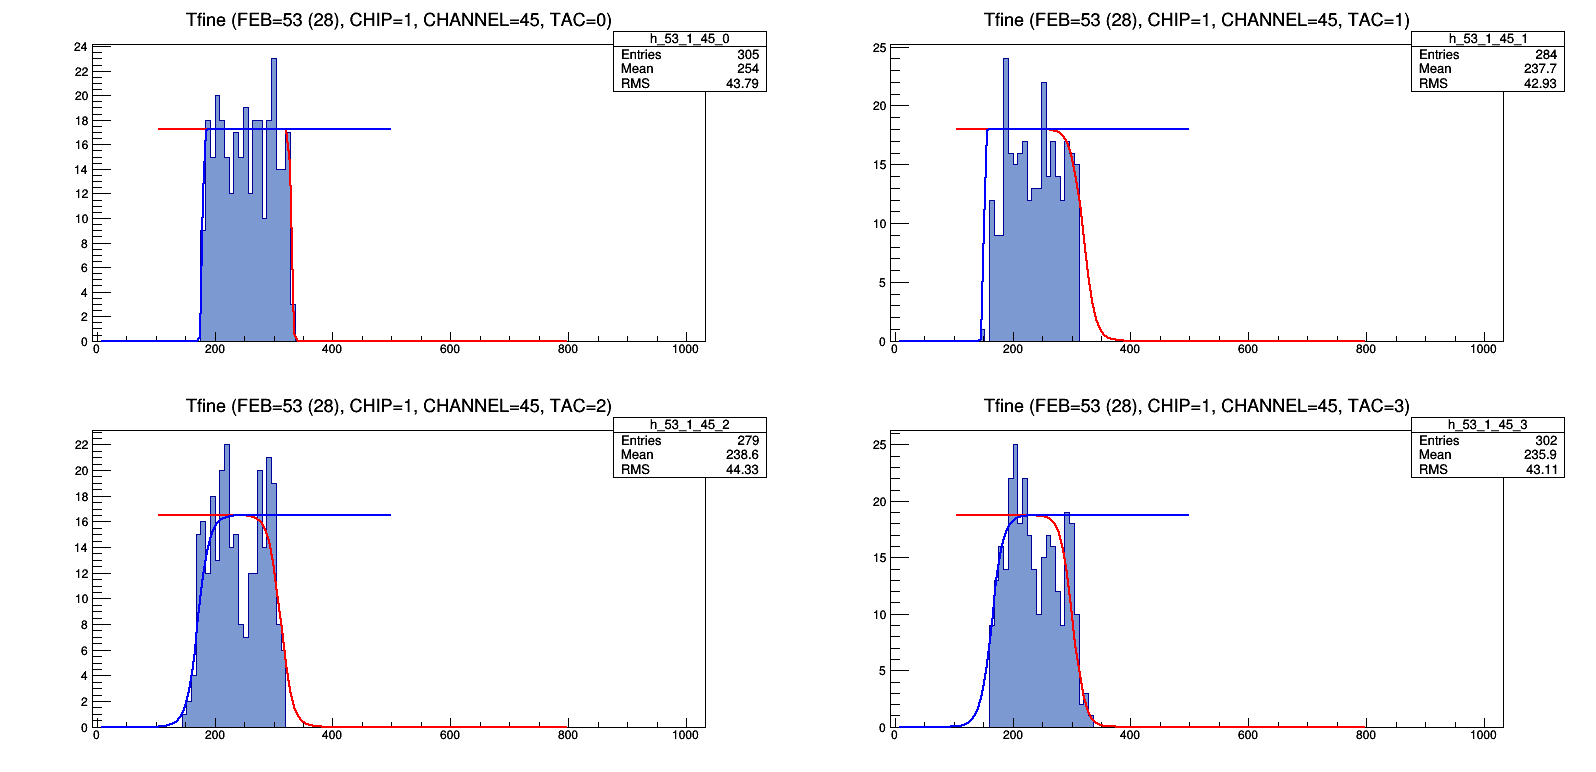 Tfine (FEB=53 (28), CHIP=1, CHANNEL=45, TAC=0)
h_53_1_45_0
Entries 305
Mean 254
RMS 43.79
24
22
20
18
16
14
12
10
8
6
4
2
0
0 200 400 600 800 1000
Tfine (FEB=53 (28), CHIP=1, CHANNEL=45, TAC=1)
h_53_1_45_1
Entries 284
Mean 237.7
RMS 42.93
25
20
15
10
5
0
0 200 400 600 800 1000
Tfine (FEB=53 (28), CHIP=1, CHANNEL=45, TAC=2)
h_53_1_45_2
Entries 279
Mean 238.6
RMS 44.33
22
20
18
16
14
12
10
8
6
4
2
0
0 200 400 600 800 1000
Tfine (FEB=53 (28), CHIP=1, CHANNEL=45, TAC=3)
h_53_1_45_3
Entries 302
Mean 235.9
RMS 43.11
25
20
15
10
5
0
0 200 400 600 800 1000